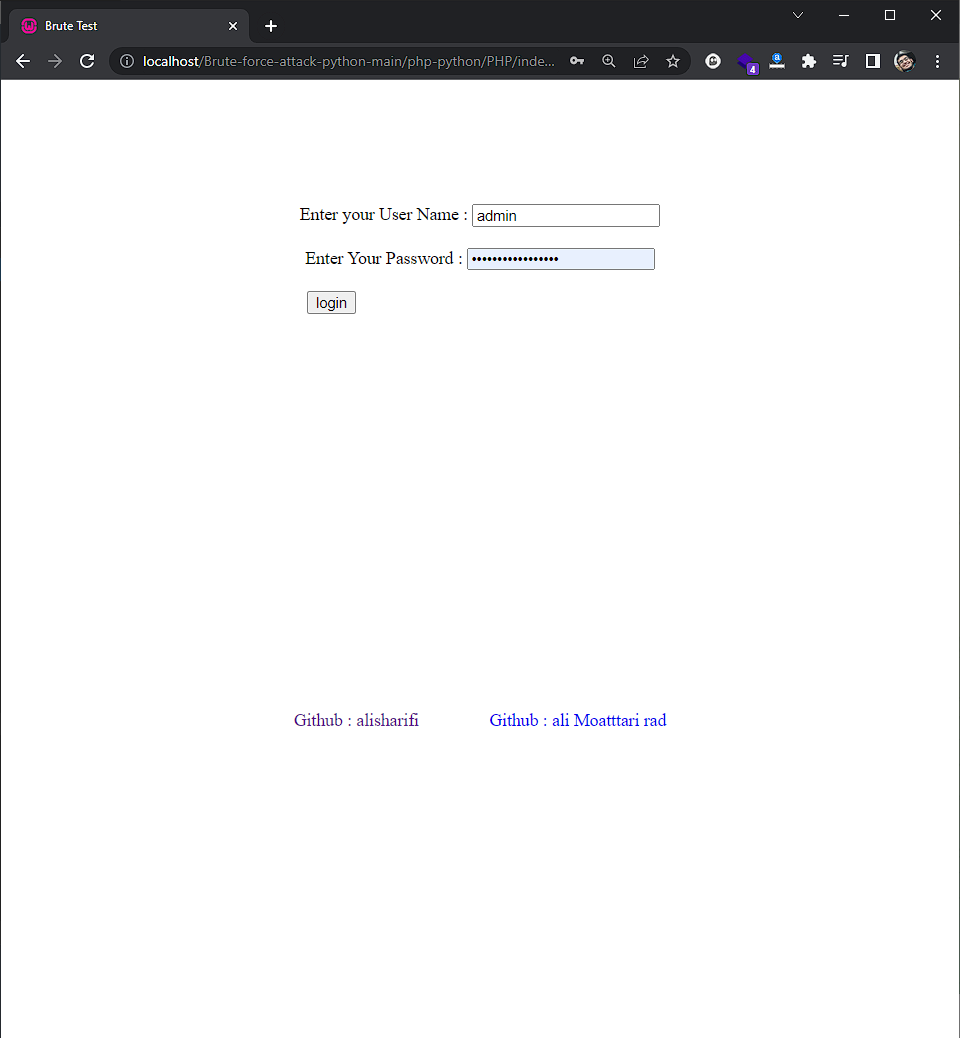 Brute Test
localhost/Brute-force-attack-python-main/php-python/PHP/inde...
4
Enter your User Name : admin
Enter Your Password : •••••••••••••••••
login
Github : alisharifi Github : ali Moatttari rad